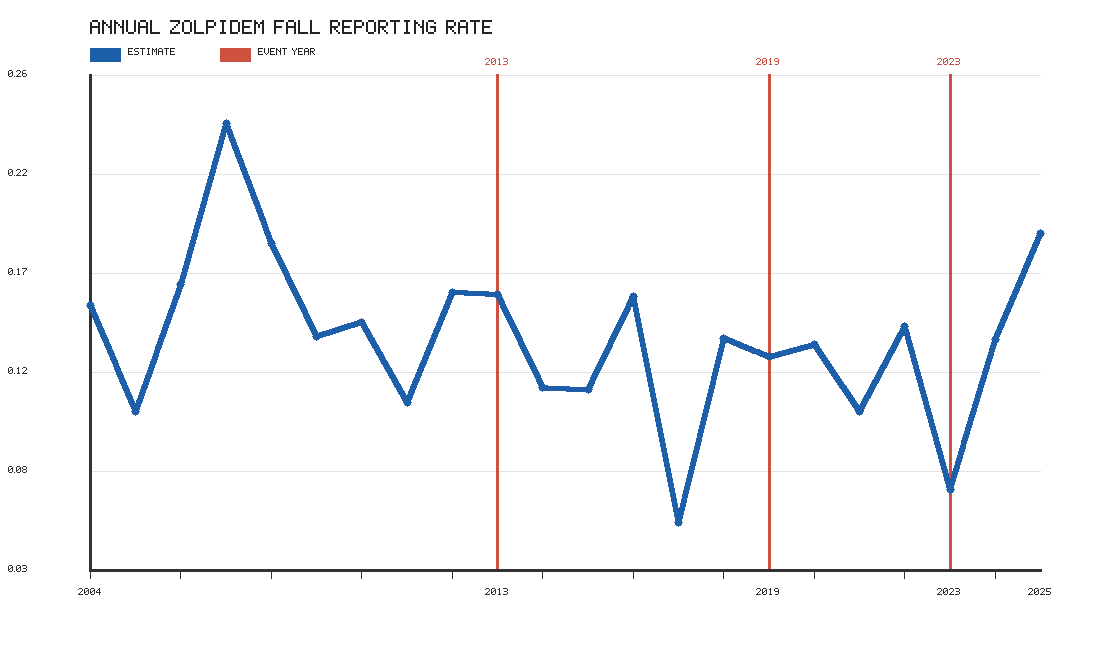 ANNUAL ZOLPIDEM FALL REPORTING RATE
ESTIMATE EVENT YEAR
2013 2019 2023
0.26
0.22
0.17
0.12
0.08
0.03
2004 2013 2019 2023 2025